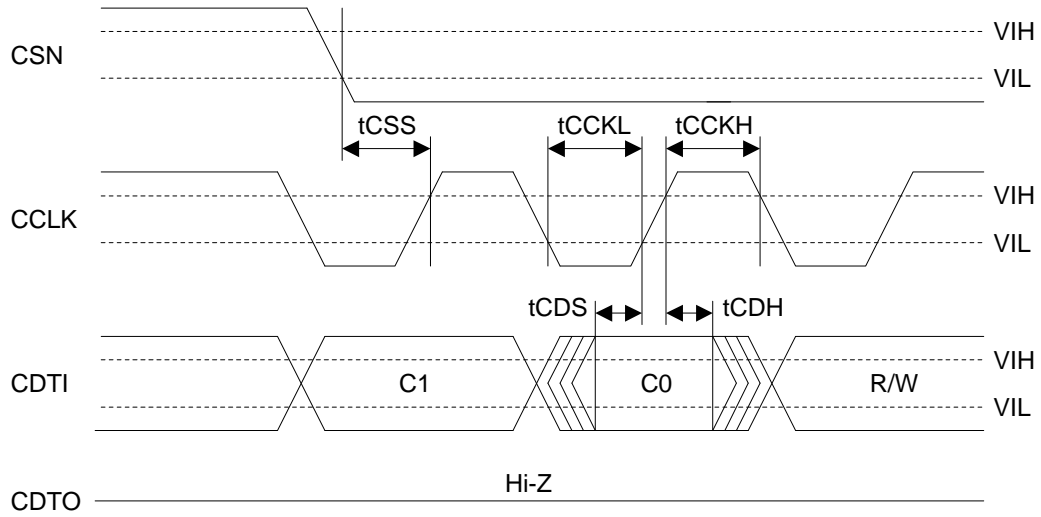 VIH
CSN
VIL
tCSS
tCCKL
tCCKH
VIH
CCLK
VIL
tCDS
tCDH
VIH
CDTI
C1
C0
R/W
VIL
Hi-Z
CDTO